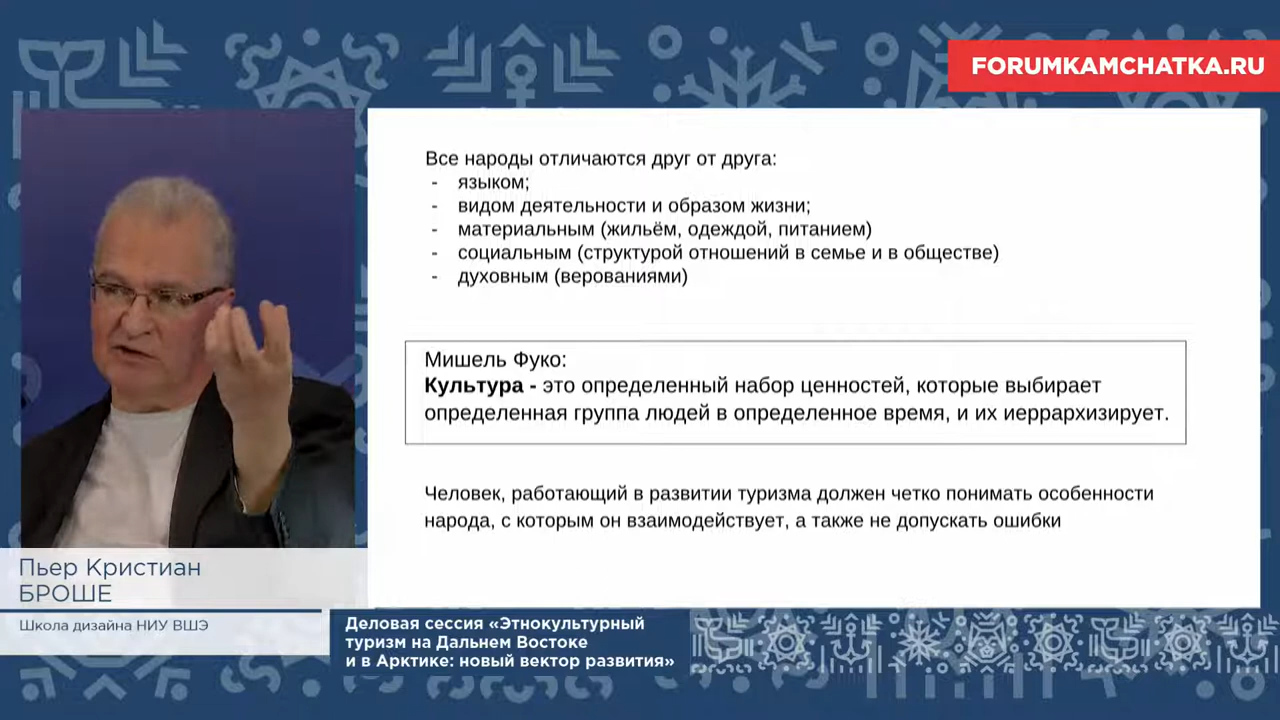 FORUMKAMCHATKA.RU
Все народы отличаются друг от друга:
- языком;
- видом деятельности и образом жизни;
- материальным (жильём, одеждой, питанием)
- социальным (структурой отношений в семье и в обществе)
- духовным (верованиями)
Мишель Фуко:
Культура - это определенный набор ценностей, которые выбирает
определенная группа людей в определенное время, и их иеррархизирует.
Человек, работающий в развитии туризма должен четко понимать особенности
народа, с которым он взаимодействует, а также не допускать ошибки
Пьер Кристиан
БРОШЕ
Школа дизайна НИУ ВШЭ
Деловая сессия «Этнокультурный
туризм на Дальнем Востоке
и в Арктике: новый вектор развития»